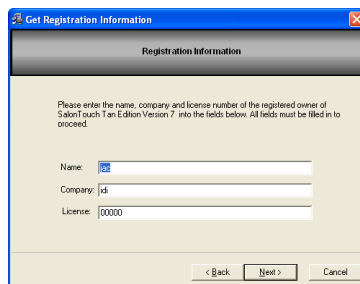 Get Registration Information
Registration Information
Please enter the name, company and license number of the registered owner of
SalonTouch Tan Edition Version 7 into the fields below. All fields must be filled in to
proceed.
Name: jac
Company: idi
License: 00000
< Back Next > Cancel